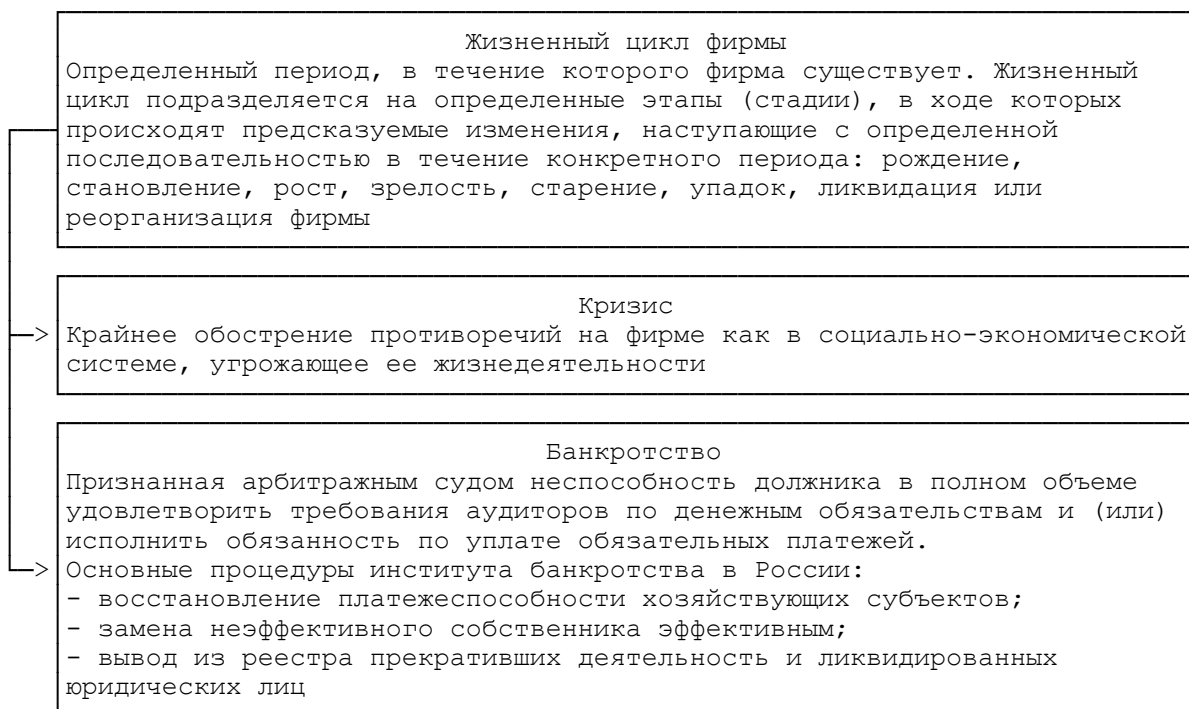 Жизненный цикл фирмы
Определенный период, в течение которого фирма существует. Жизненный
цикл подразделяется на определенные этапы (стадии), в ходе которых
происходят предсказуемые изменения, наступающие с определенной
последовательностью в течение конкретного периода: рождение,
становление, рост, зрелость, старение, упадок, ликвидация или
реорганизация фирмы
Кризис
Крайнее обострение противоречий на фирме как в социально-экономической
системе, угрожающее ее жизнедеятельности
Банкротство
Признанная арбитражным судом неспособность должника в полном объеме
удовлетворить требования аудиторов по денежным обязательствам и (или)
исполнить обязанность по уплате обязательных платежей.
Основные процедуры института банкротства в России:
- восстановление платежеспособности хозяйствующих субъектов;
- замена неэффективного собственника эффективным;
- вывод из реестра прекративших деятельность и ликвидированных
юридических лиц